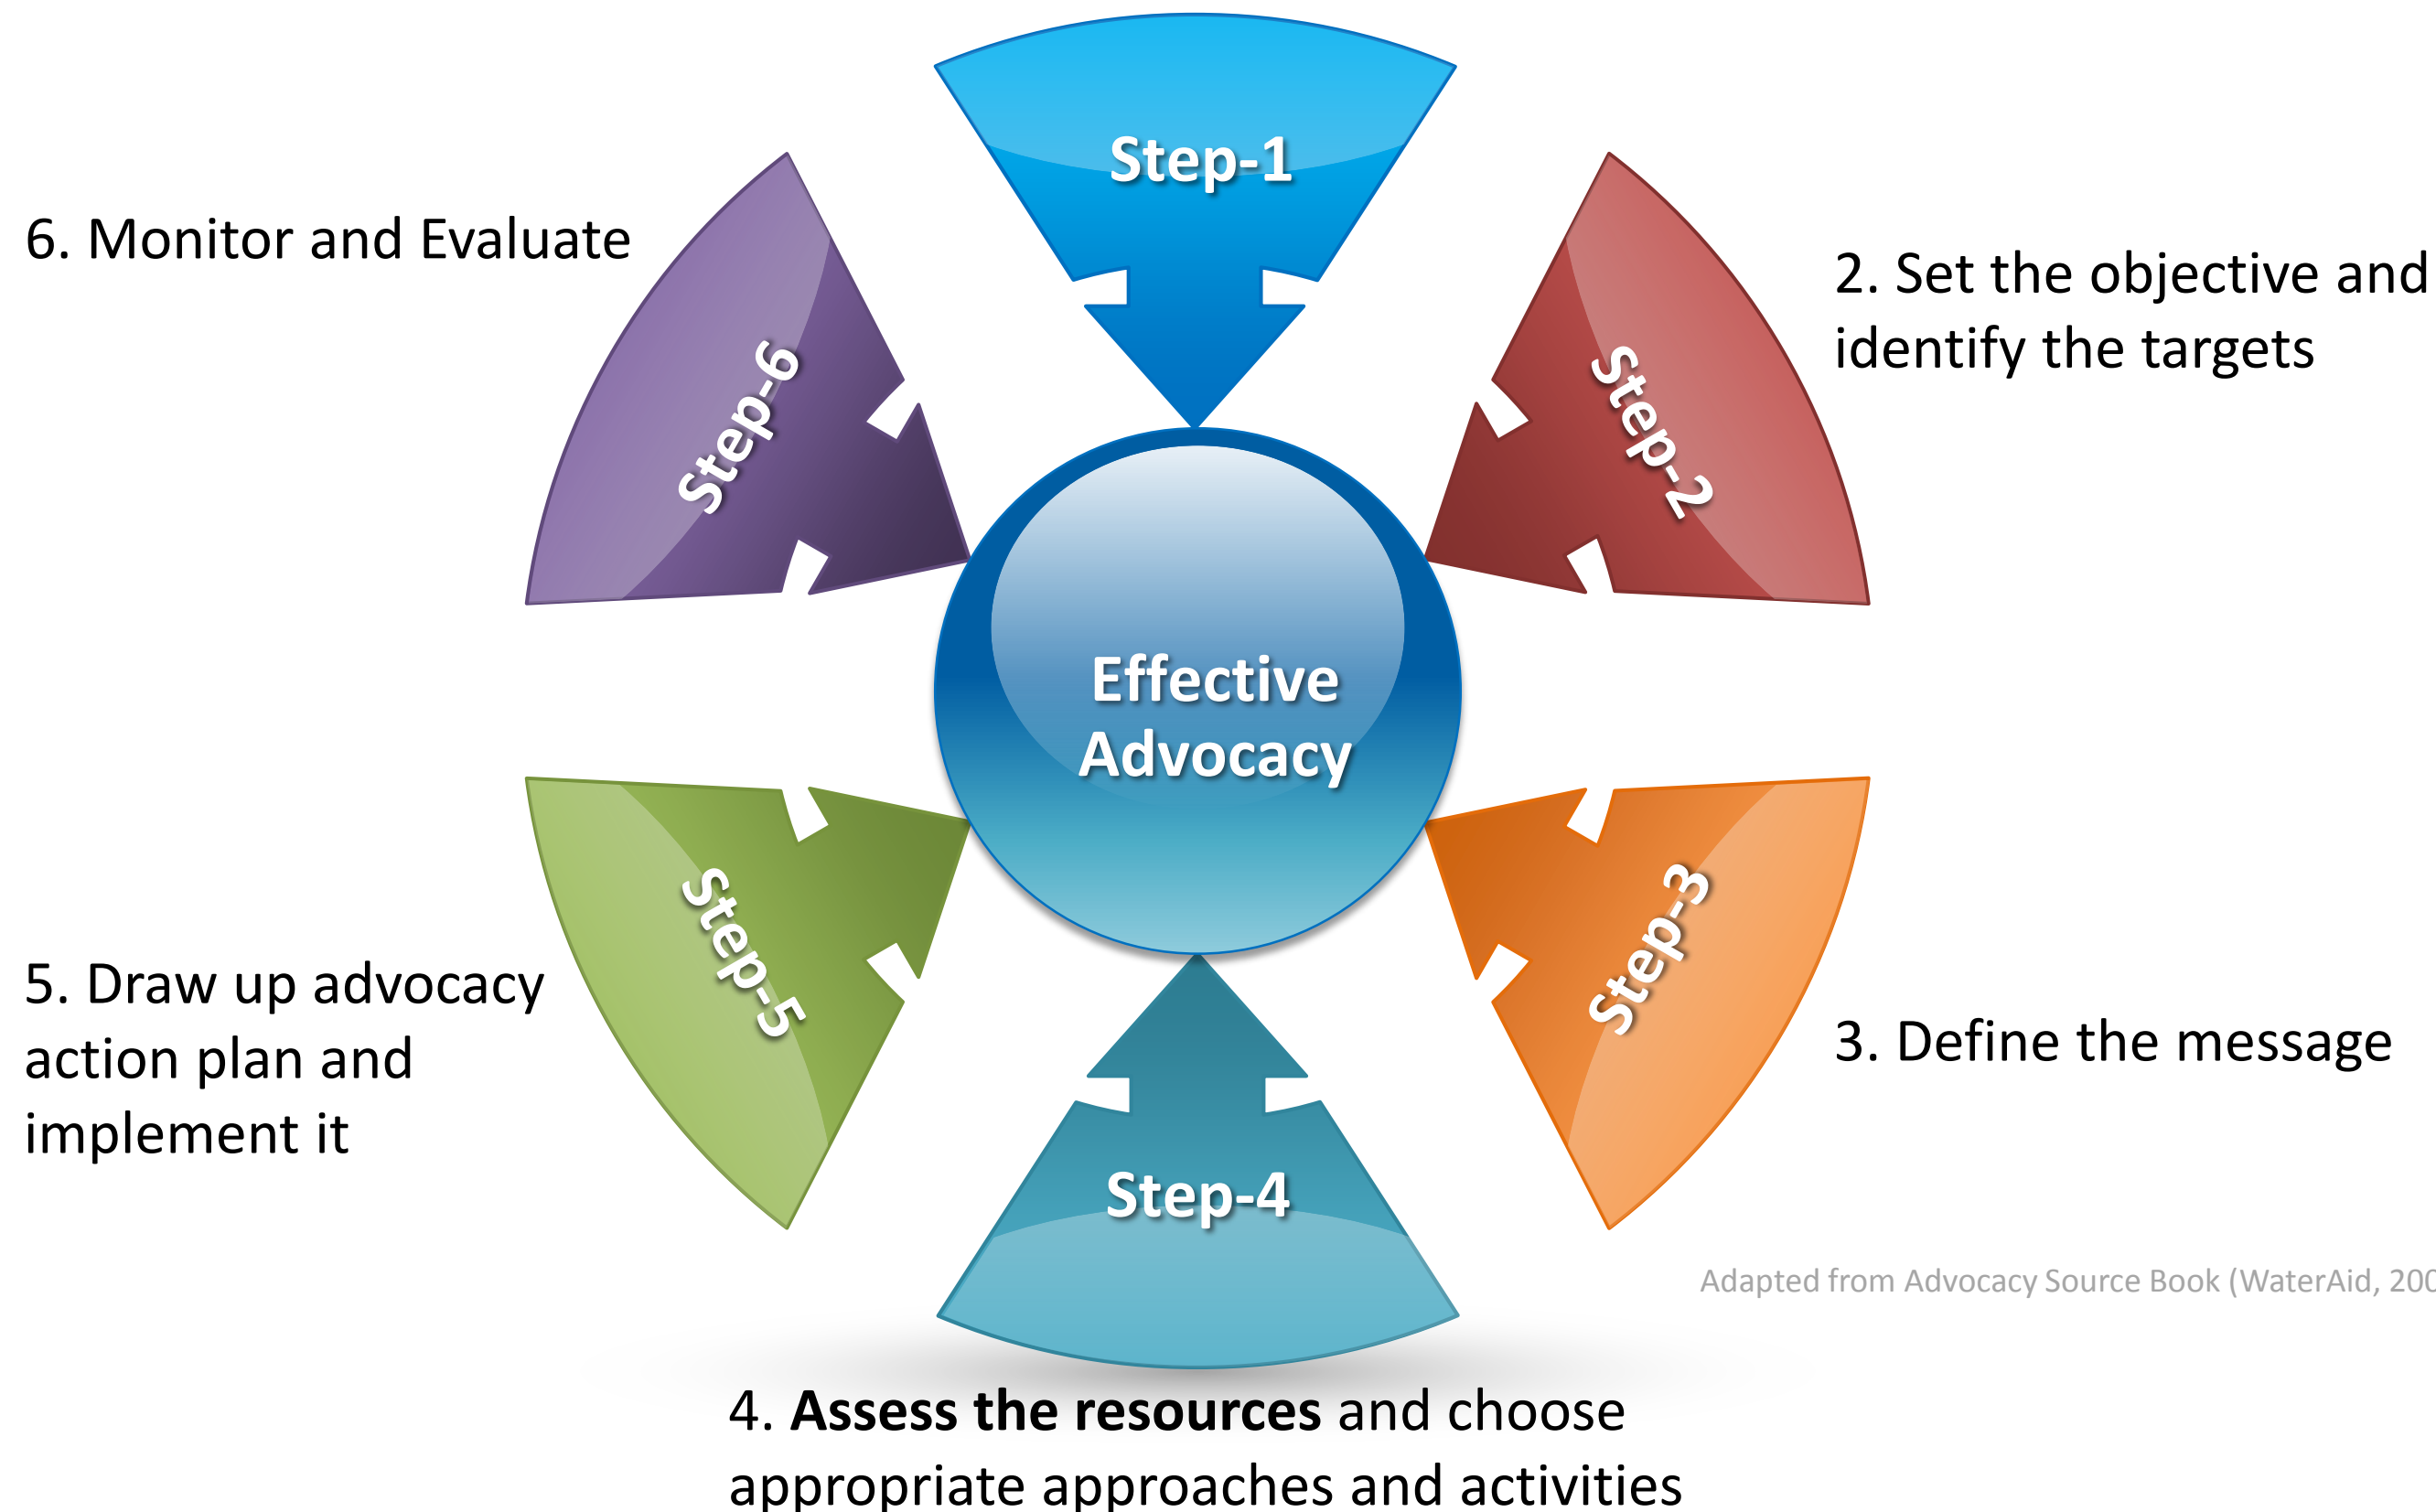 Step-1
6. Monitor and Evaluate
2. Set the objective and
identify the targets
Step-6
Step-2
Effective
Advocacy
Step-5
Step-3
5. Draw up advocacy
action plan and
implement it
3. Define the message
Step-4
Adapted from Advocacy Source Book (WaterAid,
4. Assess the resources and choose
appropriate approaches and activities